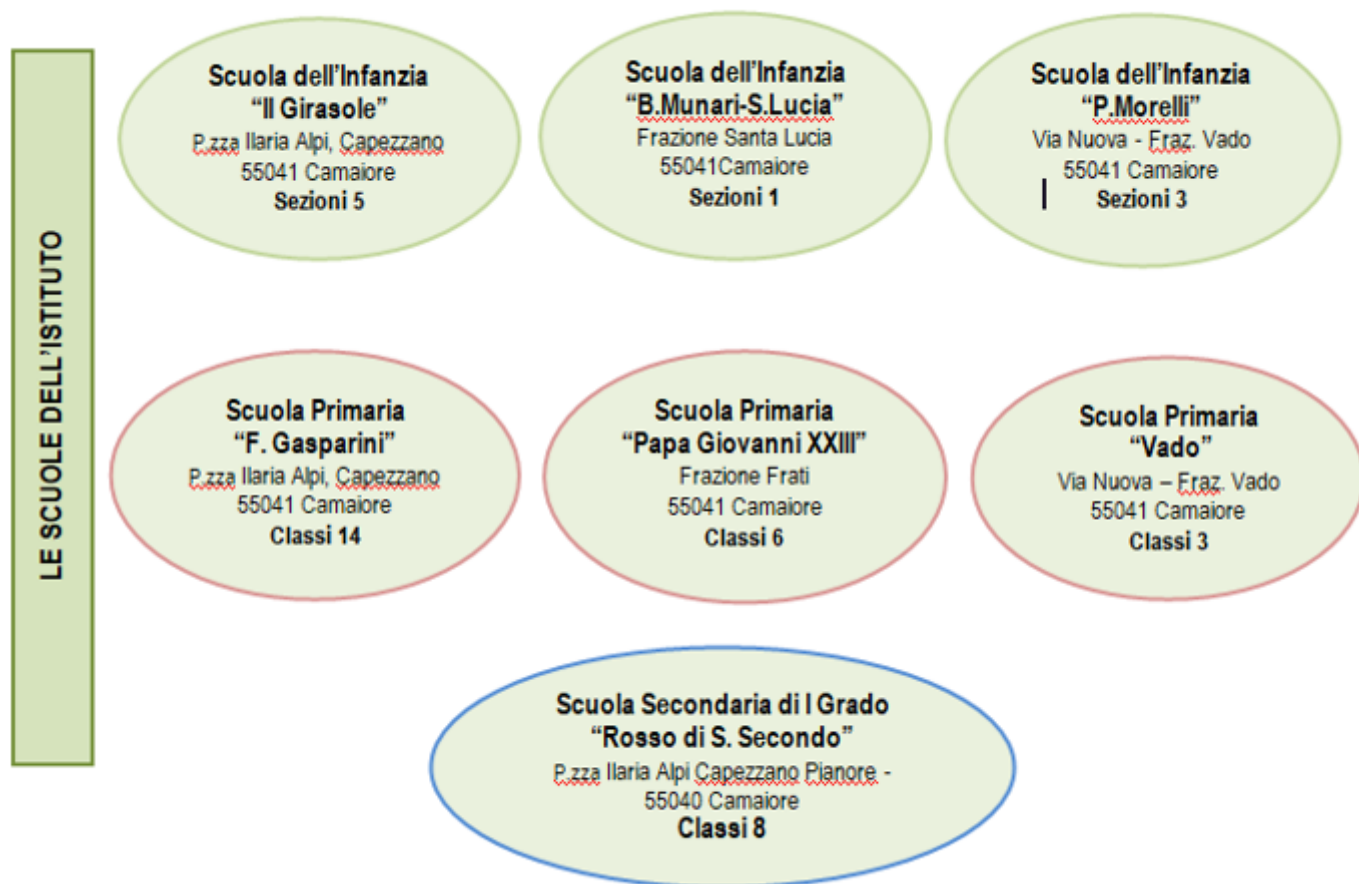 LE SCUOLE DELL'ISTITUTO
Scuola dell'Infanzia
“Il Girasole”
P.zza Ilaria Alpi, Capezzano
55041 Camaiore
Sezioni 5
Scuola dell'Infanzia
“B.Munari-S.Lucia”
Frazione Santa Lucia
55041Camaiore
Sezioni 1
Scuola dell'Infanzia
“P.Morelli”
Via Nuova - Fraz. Vado
55041 Camaiore
Sezioni 3
Scuola Primaria
“F. Gasparini”
P.zza Ilaria Alpi, Capezzano
55041 Camaiore
Classi 14
Scuola Primaria
“Papa Giovanni XXIII”
Frazione Frati
55041 Camaiore
Classi 6
Scuola Primaria
“Vado”
Via Nuova – Fraz. Vado
55041 Camaiore
Classi 3
Scuola Secondaria di I Grado
“Rosso di S. Secondo”
P.zza Ilaria Alpi Capezzano Pianore -
55040 Camaiore
Classi 8